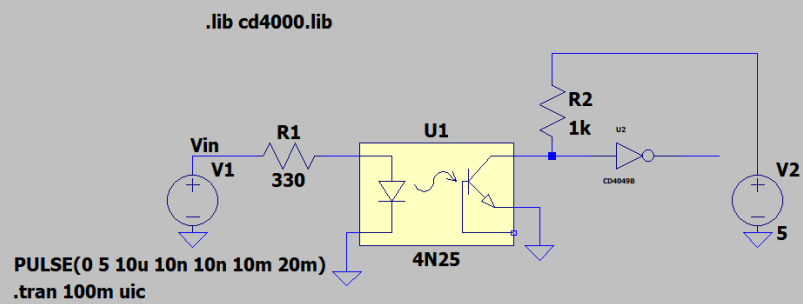 .lib cd4000.lib
R2
1k
U2
CD4049B
U1
R1
330
Vin
V1
V2
5
4N25
PULSE(0 5 10u 10n 10n 10m 20m)
.tran 100m uic